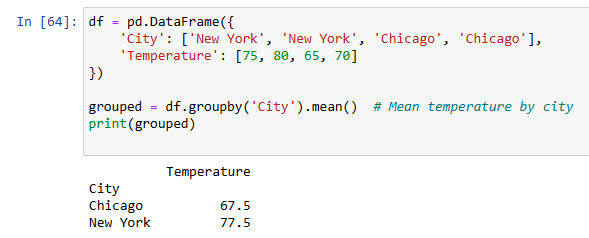 In [64]: df = pd.DataFrame({
    'City': ['New York', 'New York', 'Chicago', 'Chicago'],
    'Temperature': [75, 80, 65, 70]
})
grouped = df.groupby('City').mean()  # Mean temperature by city
print(grouped)
          Temperature
City
Chicago          67.5
New York         77.5